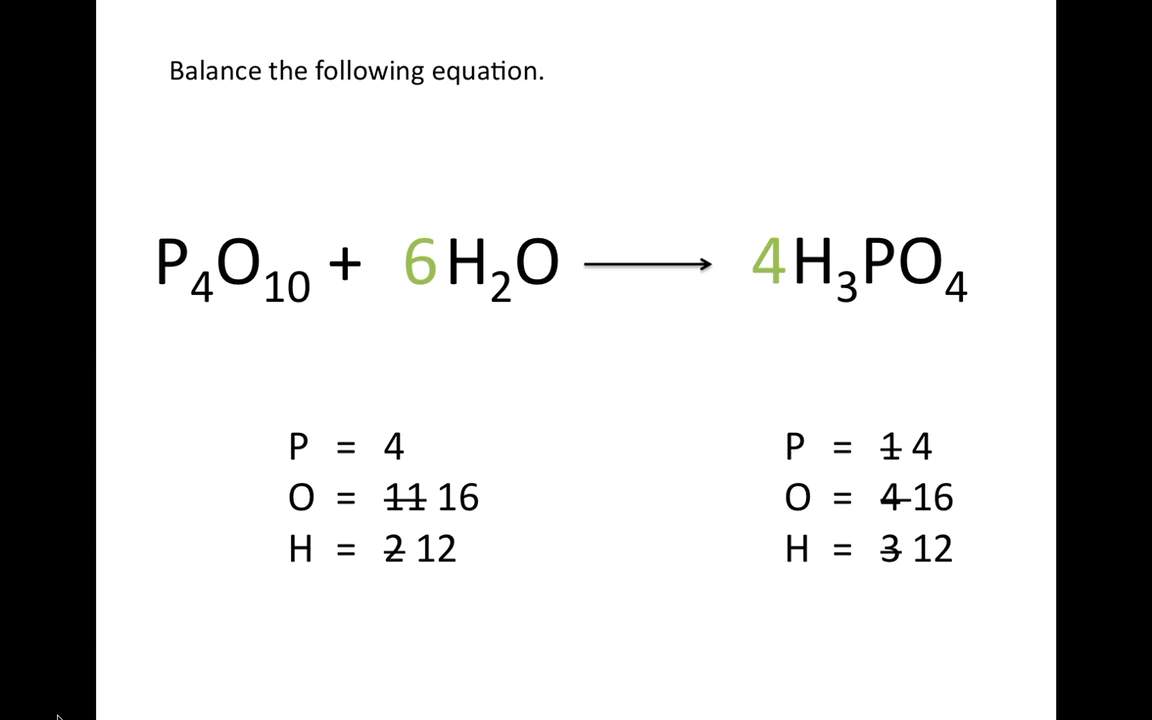 Balance the following equation.
P₄O₁₀ + 6H₂O ⟶ 4H₃PO₄
P = 4 P = ~~1~~ 4
O = ~~11~~ 16 O = ~~4~~ 16
H = ~~2~~ 12 H = ~~3~~ 12